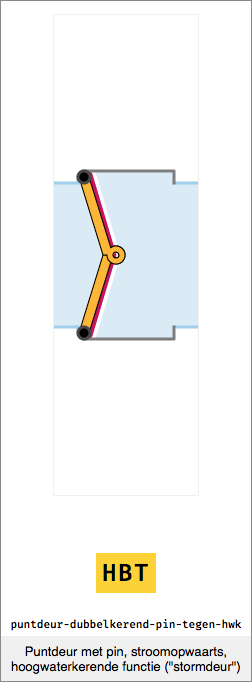 HBT
puntdeur-dubbelkerend-pin-tegen-hwk
Puntdeur met pin, stroomopwaarts,
hoogwaterkerende functie ("stormdeur")